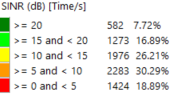 SINR (dB) [Time/s]
>= 20 582 7.72%
>= 15 and < 20 1273 16.89%
>= 10 and < 15 1976 26.21%
>= 5 and < 10 2283 30.29%
>= 0 and < 5 1424 18.89%